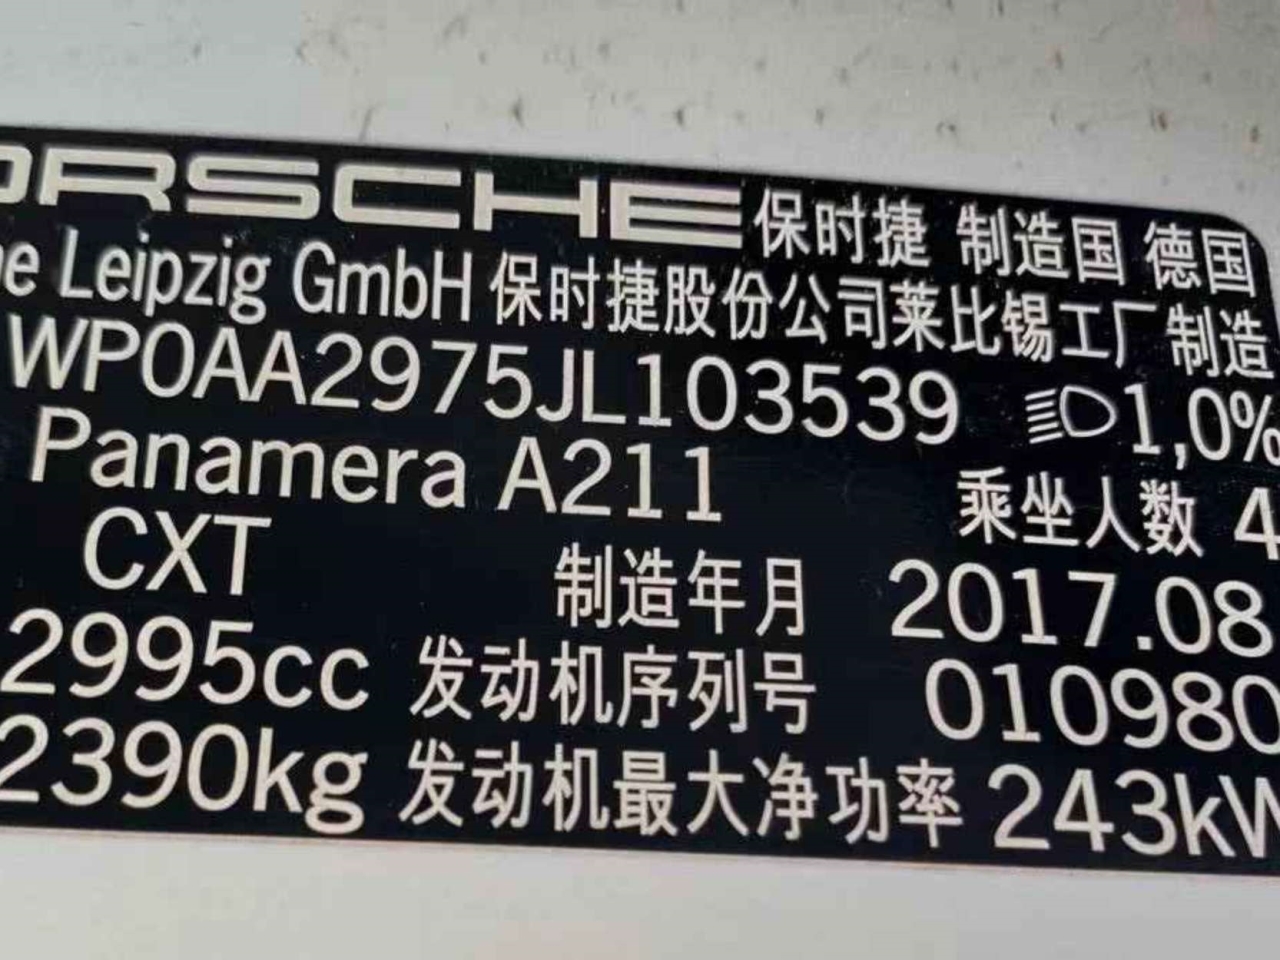 ORSCHE 保时捷 制造国 德国
he Leipzig GmbH 保时捷股份公司莱比锡工厂制造
WP0AA2975JL103539 1,0%
Panamera A211 乘坐人数 4
CXT 制造年月 2017.08
2995cc 发动机序列号 010980
2390kg 发动机最大净功率 243kW